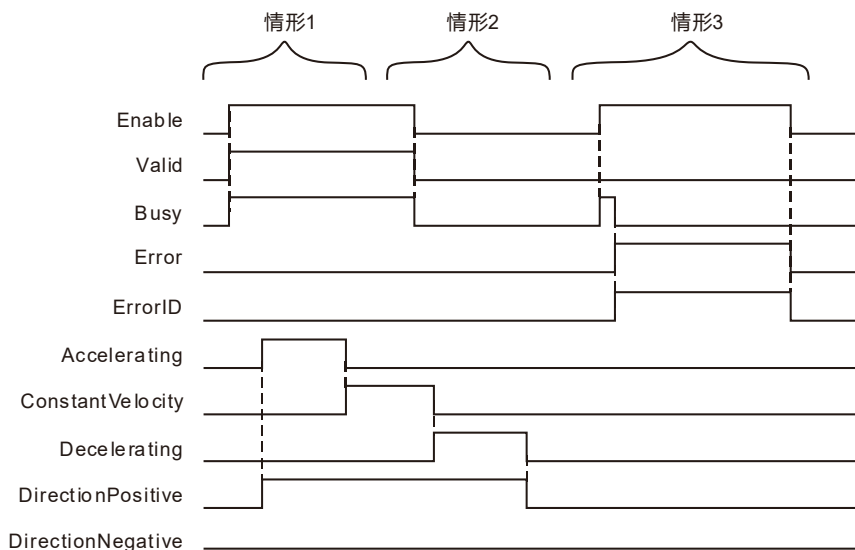 情形1
情形2
情形3
Enable
Valid
Busy
Error
ErrorID
Accelerating
ConstantVelocity
Decelerating
DirectionPositive
DirectionNegative